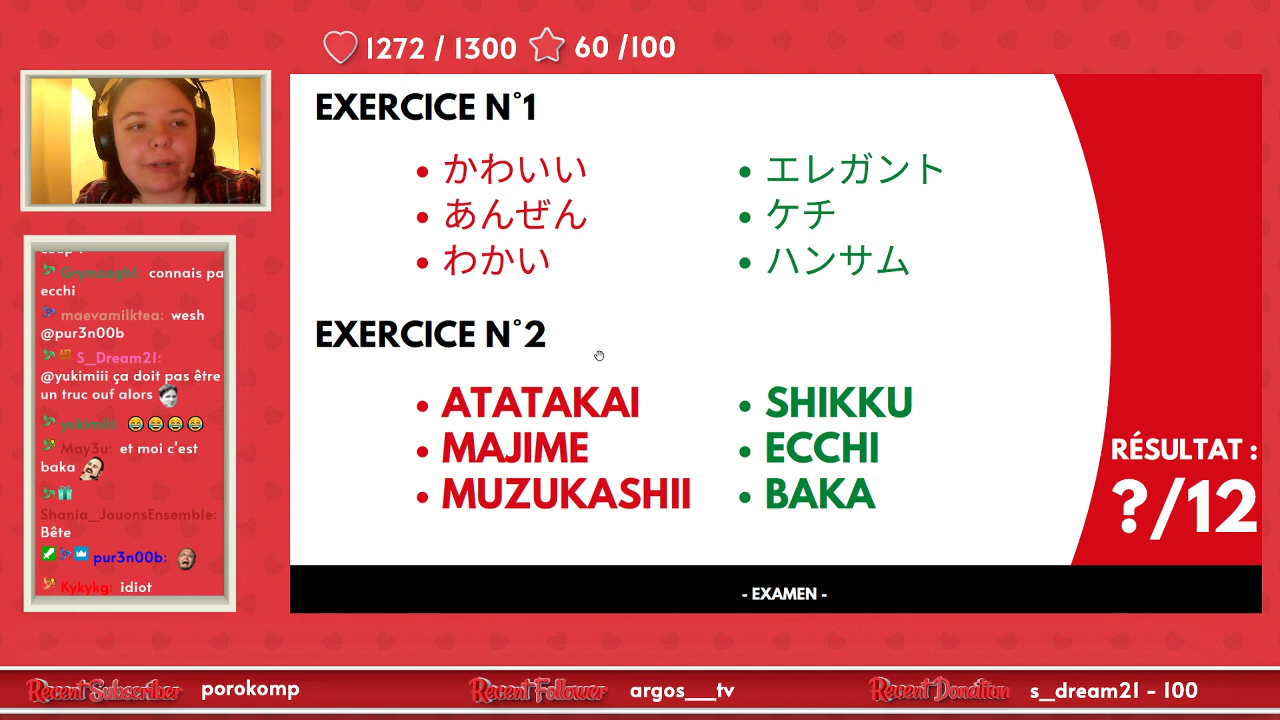 1272 / 1300 60 /100
EXERCICE N°1
• かわいい
• あんぜん
• わかい
• エレガント
• ケチ
• ハンサム
EXERCICE N°2
• ATATAKAI
• MAJIME
• MUZUKASHII
• SHIKKU
• ECCHI
• BAKA
RÉSULTAT :
?/12
- EXAMEN -
connais pa
ecchi
maevamilktea: wesh
@pur3n00b
S_Dream21:
@yukimiii ça doit pas être
un truc ouf alors
yukimiii: 😂😂😂😂
May3u: et moi c'est
baka
Shania_JouonsEnsemble:
Bête
pur3n00b:
Kykykg: idiot
Recent Subscriber porokomp
Recent Follower argos___tv
Recent Donation s_dream21 - 100